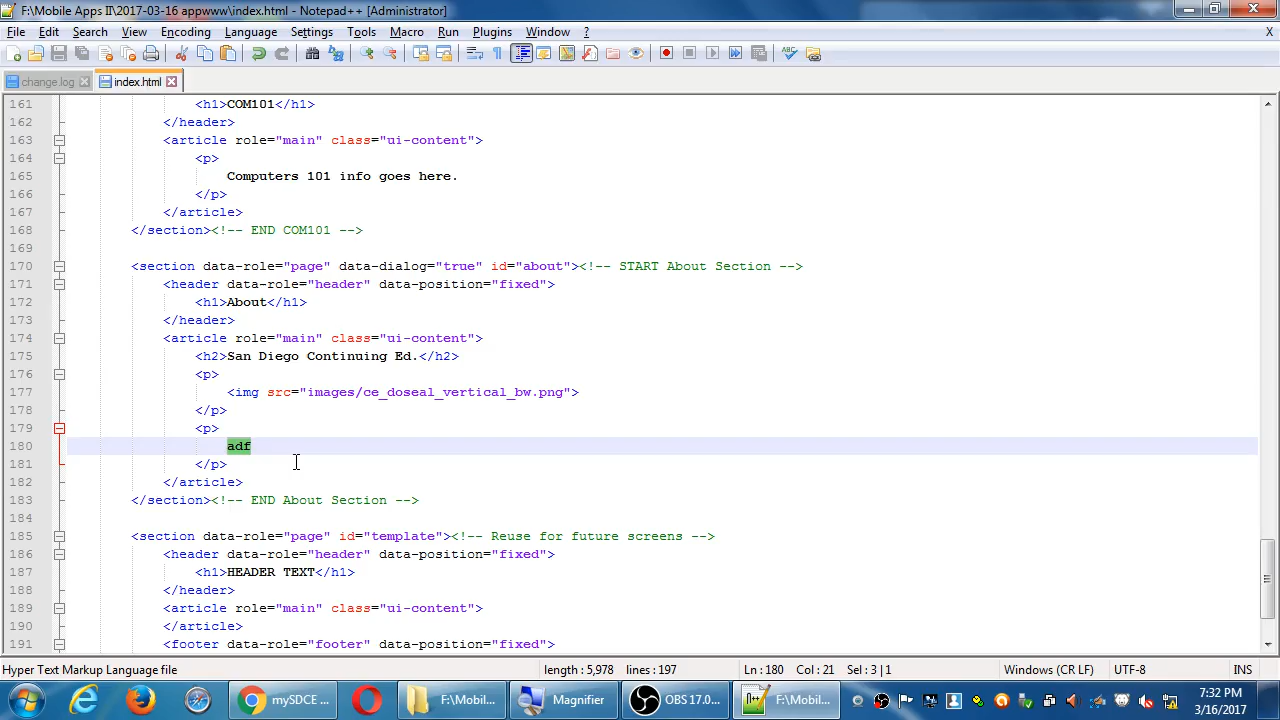 F:\Mobile Apps II\2017-03-16 appwww\index.html - Notepad++ [Administrator]
File Edit Search View Encoding Language Settings Tools Macro Run Plugins Window ? X
change.log index.html
161 <h1>COM101</h1>
162 </header>
163 <article role="main" class="ui-content">
164 <p>
165 Computers 101 info goes here.
166 </p>
167 </article>
168 </section><!-- END COM101 -->
169
170 <section data-role="page" data-dialog="true" id="about"><!-- START About Section -->
171 <header data-role="header" data-position="fixed">
172 <h1>About</h1>
173 </header>
174 <article role="main" class="ui-content">
175 <h2>San Diego Continuing Ed.</h2>
176 <p>
177 <img src="images/ce_doseal_vertical_bw.png">
178 </p>
179 <p>
180 adf
181 </p>
182 </article>
183 </section><!-- END About Section -->
184
185 <section data-role="page" id="template"><!-- Reuse for future screens -->
186 <header data-role="header" data-position="fixed">
187 <h1>HEADER TEXT</h1>
188 </header>
189 <article role="main" class="ui-content">
190 </article>
191 <footer data-role="footer" data-position="fixed">
Hyper Text Markup Language file length : 5,978 lines : 197 Ln : 180 Col : 21 Sel : 3 | 1 Windows (CR LF) UTF-8 INS
mySDCE ... F:\Mobil... Magnifier OBS 17.0.... F:\Mobil... 7:32 PM
3/16/2017